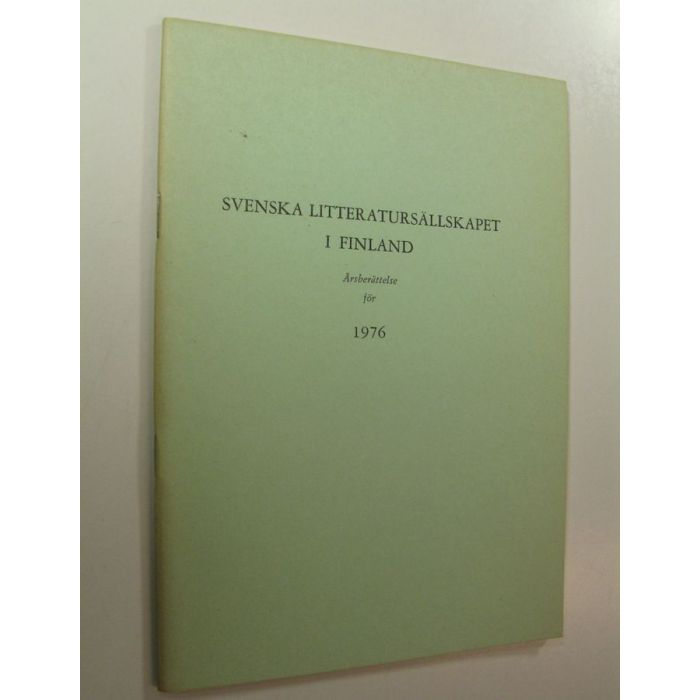 SVENSKA LITTERATURSÄLLSKAPET
I FINLAND
Årsberättelse
för
1976